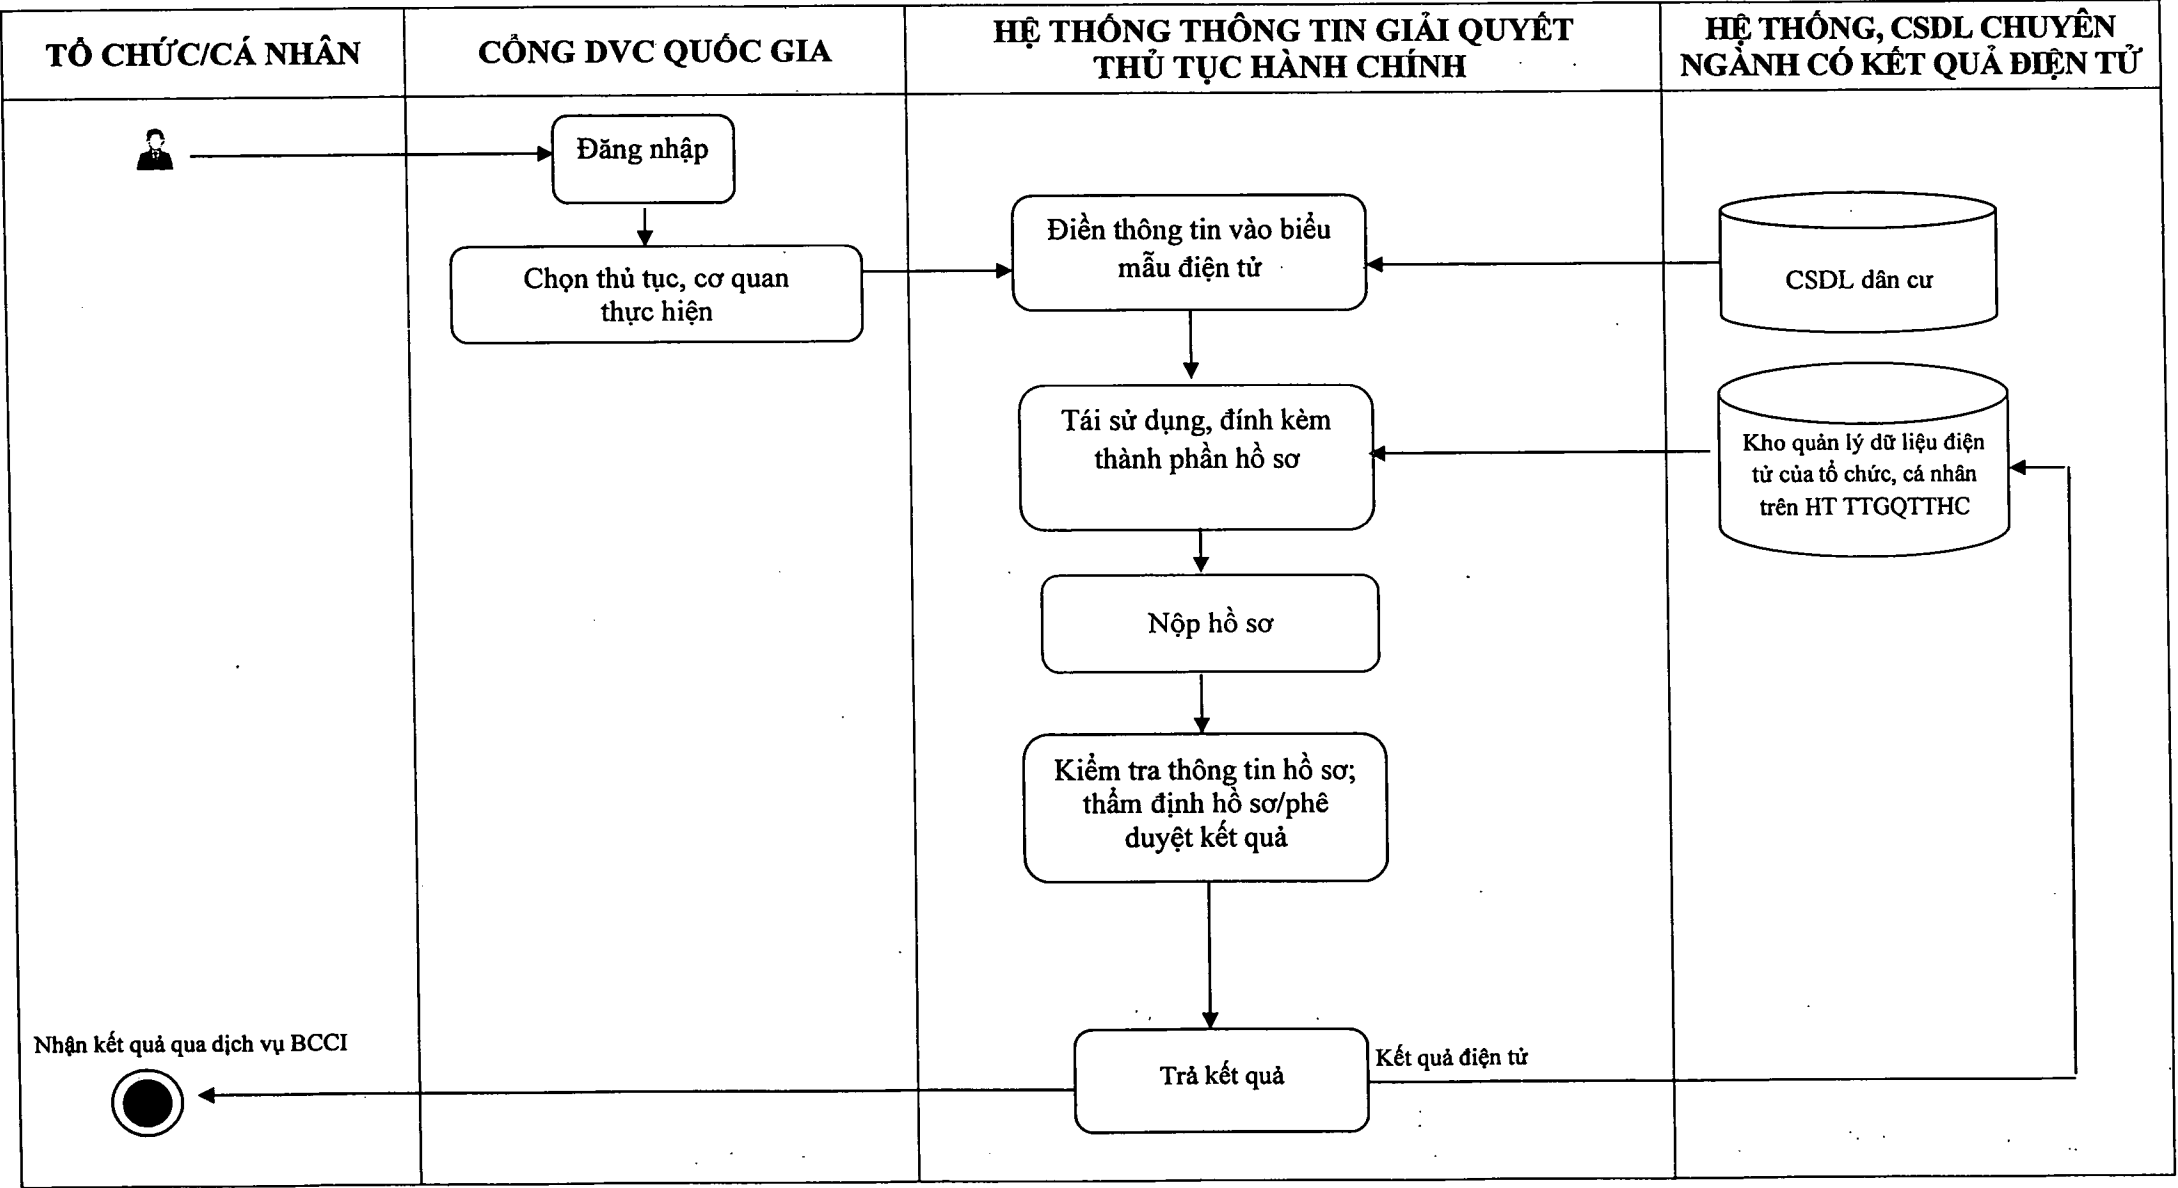 TỔ CHỨC/CÁ NHÂN
CỔNG DVC QUỐC GIA
HỆ THỐNG THÔNG TIN GIẢI QUYẾT
THỦ TỤC HÀNH CHÍNH
HỆ THỐNG, CSDL CHUYÊN
NGÀNH CÓ KẾT QUẢ ĐIỆN TỬ
Đăng nhập
Chọn thủ tục, cơ quan
thực hiện
Điền thông tin vào biểu
mẫu điện tử
CSDL dân cư
Tái sử dụng, đính kèm
thành phần hồ sơ
Kho quản lý dữ liệu điện
tử của tổ chức, cá nhân
trên HT TTGQTTHC
Nộp hồ sơ
Kiểm tra thông tin hồ sơ;
thẩm định hồ sơ/phê
duyệt kết quả
Nhận kết quả qua dịch vụ BCCI
Trả kết quả
Kết quả điện tử